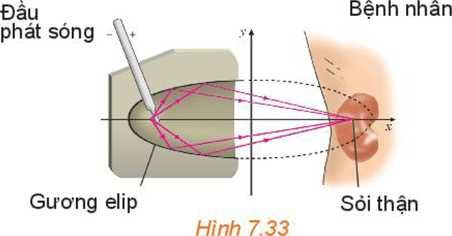 Đầu
phát sóng
Bệnh nhân
- +
y
x
Gương elip
Sỏi thận
Hình 7.33